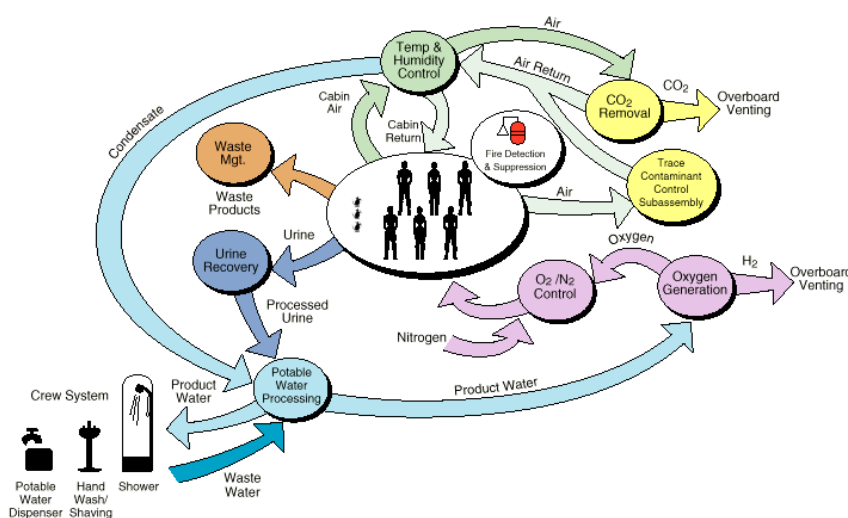 Air
Temp &
Humidity
Control
Air Return
CO2
CO2
Removal
Overboard
Venting
Cabin
Air
Cabin
Return
Condensate
Waste
Mgt.
Fire Detection
& Suppression
Trace
Contaminant
Control
Subassembly
Waste
Products
Air
Urine
Urine
Recovery
Oxygen
O2 /N2
Control
Oxygen
Generation
H2
Overboard
Venting
Processed
Urine
Nitrogen
Potable
Water
Processing
Product Water
Product
Water
Crew System
Waste
Water
Potable
Water
Dispenser
Hand
Wash/
Shaving
Shower